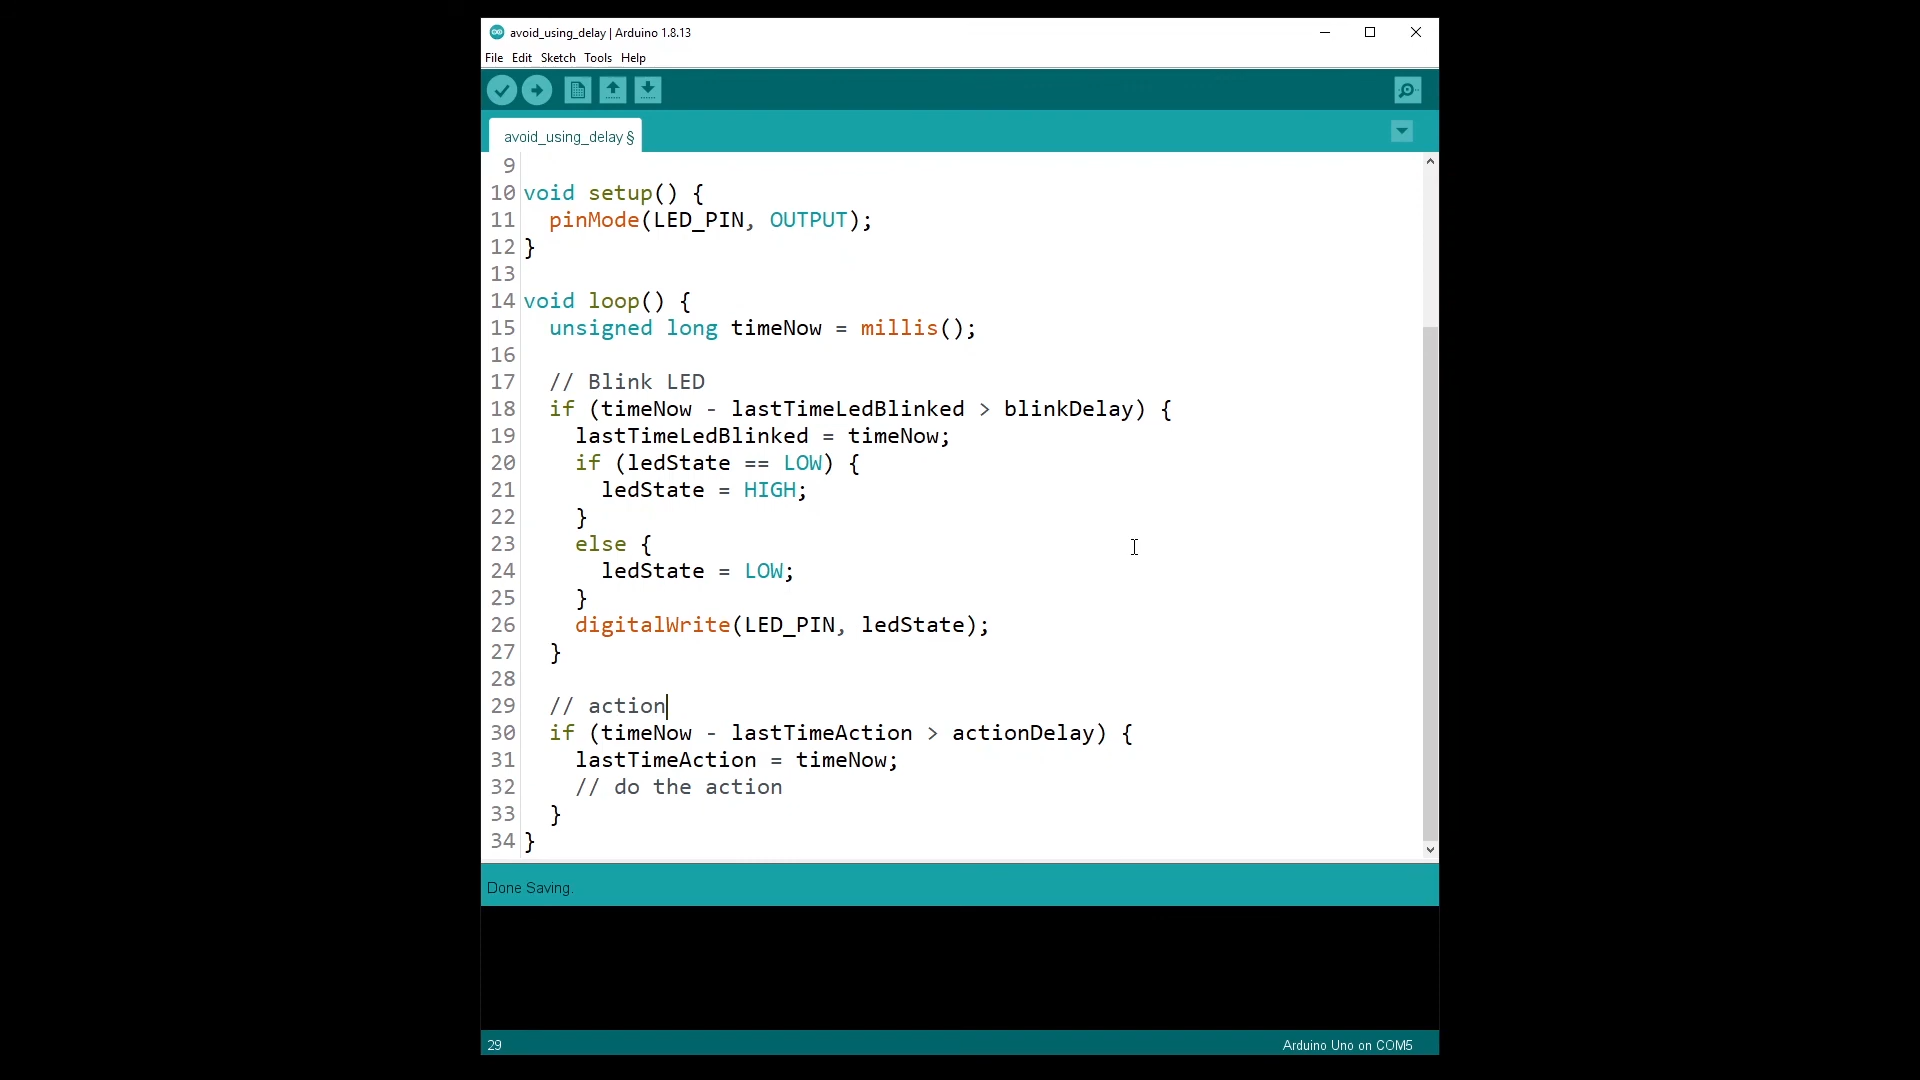 avoid_using_delay | Arduino 1.8.13
File Edit Sketch Tools Help
avoid_using_delay §
9
10 void setup() {
11   pinMode(LED_PIN, OUTPUT);
12 }
13
14 void loop() {
15   unsigned long timeNow = millis();
16
17   // Blink LED
18   if (timeNow - lastTimeLedBlinked > blinkDelay) {
19     lastTimeLedBlinked = timeNow;
20     if (ledState == LOW) {
21       ledState = HIGH;
22     }
23     else {
24       ledState = LOW;
25     }
26     digitalWrite(LED_PIN, ledState);
27   }
28
29   // action
30   if (timeNow - lastTimeAction > actionDelay) {
31     lastTimeAction = timeNow;
32     // do the action
33   }
34 }
Done Saving.
29 Arduino Uno on COM5